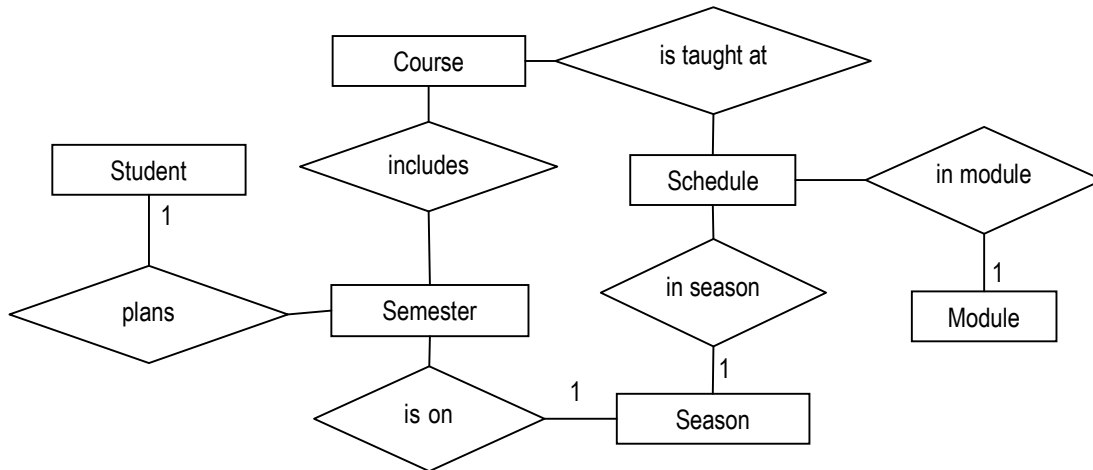 Course
is taught at
includes
Student
Schedule
in module
1
plans
Semester
in season
1
Module
is on
1
1
Season